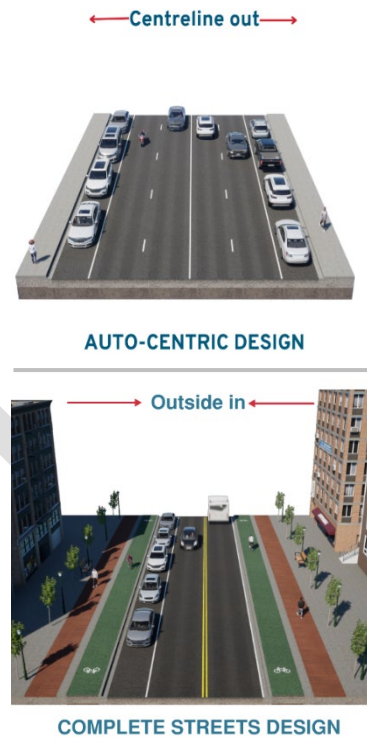 Centreline out
AUTO-CENTRIC DESIGN
Outside in
COMPLETE STREETS DESIGN